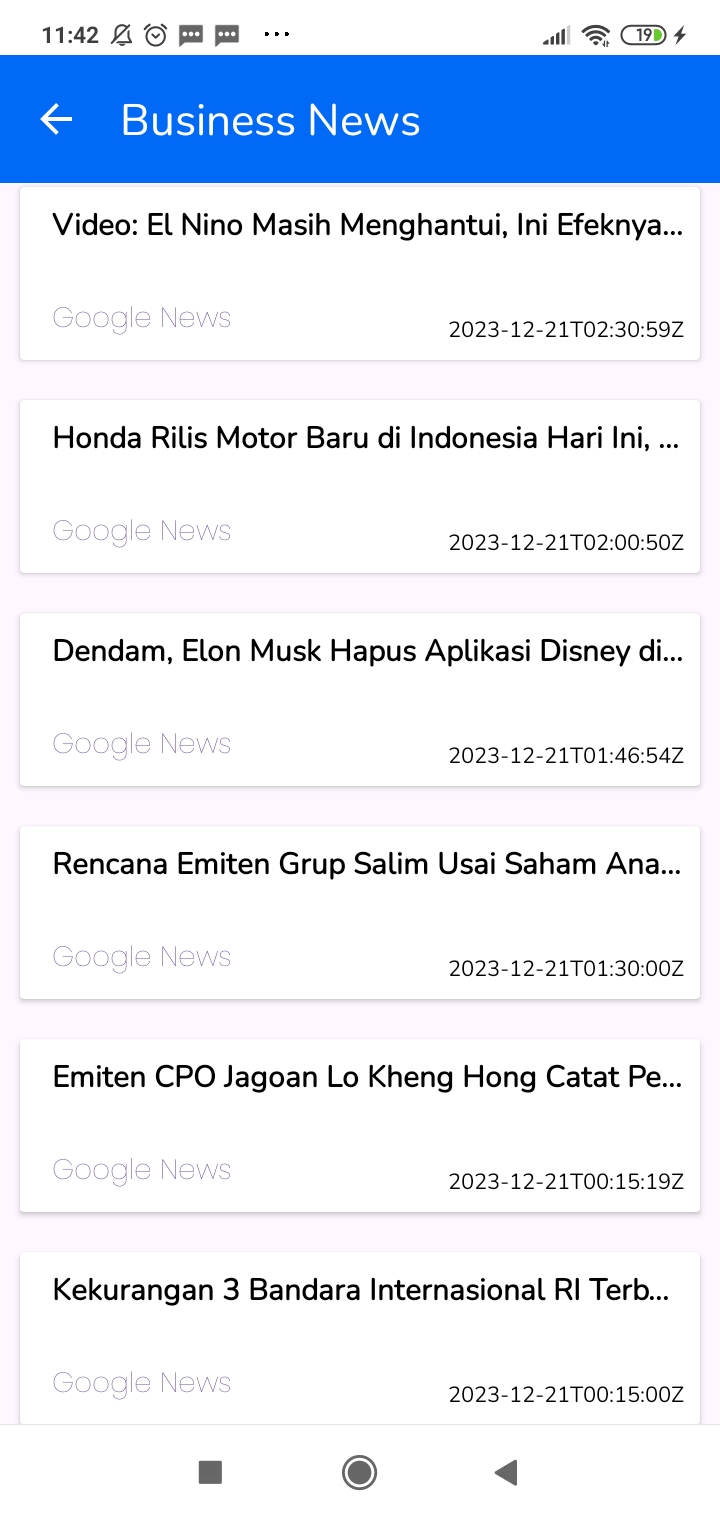 11:42
19
Business News
Video: El Nino Masih Menghantui, Ini Efeknya...
Google News
2023-12-21T02:30:59Z
Honda Rilis Motor Baru di Indonesia Hari Ini, ...
Google News
2023-12-21T02:00:50Z
Dendam, Elon Musk Hapus Aplikasi Disney di...
Google News
2023-12-21T01:46:54Z
Rencana Emiten Grup Salim Usai Saham Ana...
Google News
2023-12-21T01:30:00Z
Emiten CPO Jagoan Lo Kheng Hong Catat Pe...
Google News
2023-12-21T00:15:19Z
Kekurangan 3 Bandara Internasional RI Terb...
Google News
2023-12-21T00:15:00Z